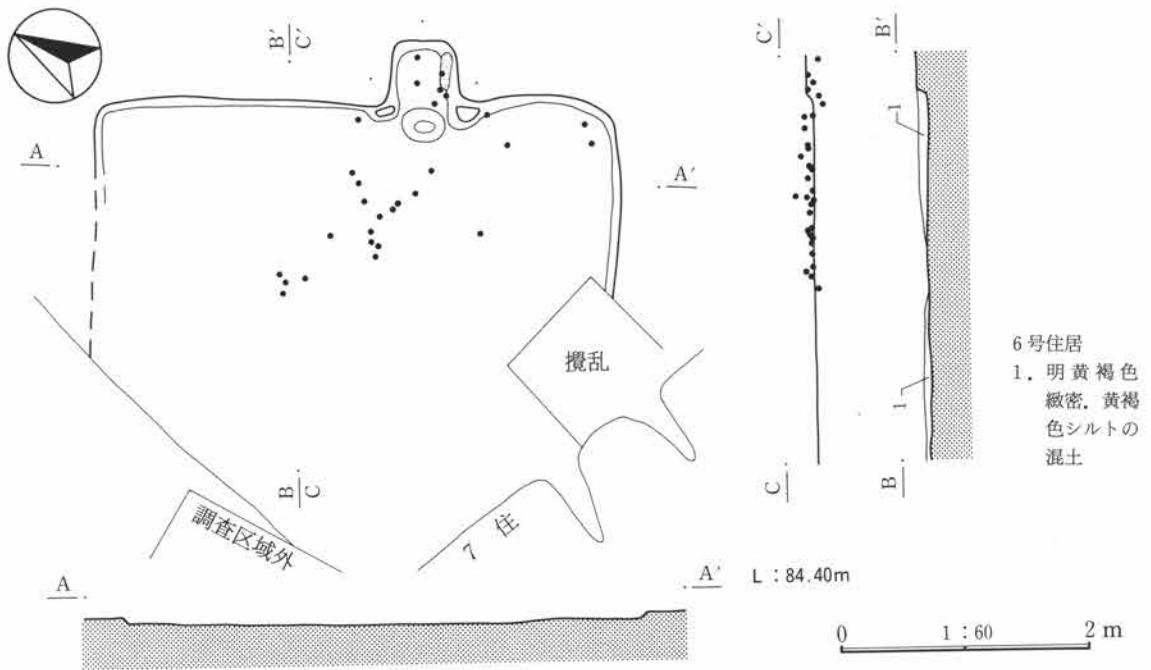 B'
C'
A
A'
攪乱
B
C
7 住
調査区域外
C'
B'
1
1
C
B
6号住居
1．明黄褐色
緻密．黄褐
色シルトの
混土
A
A'
L：84.40m
0 1：60 2 m